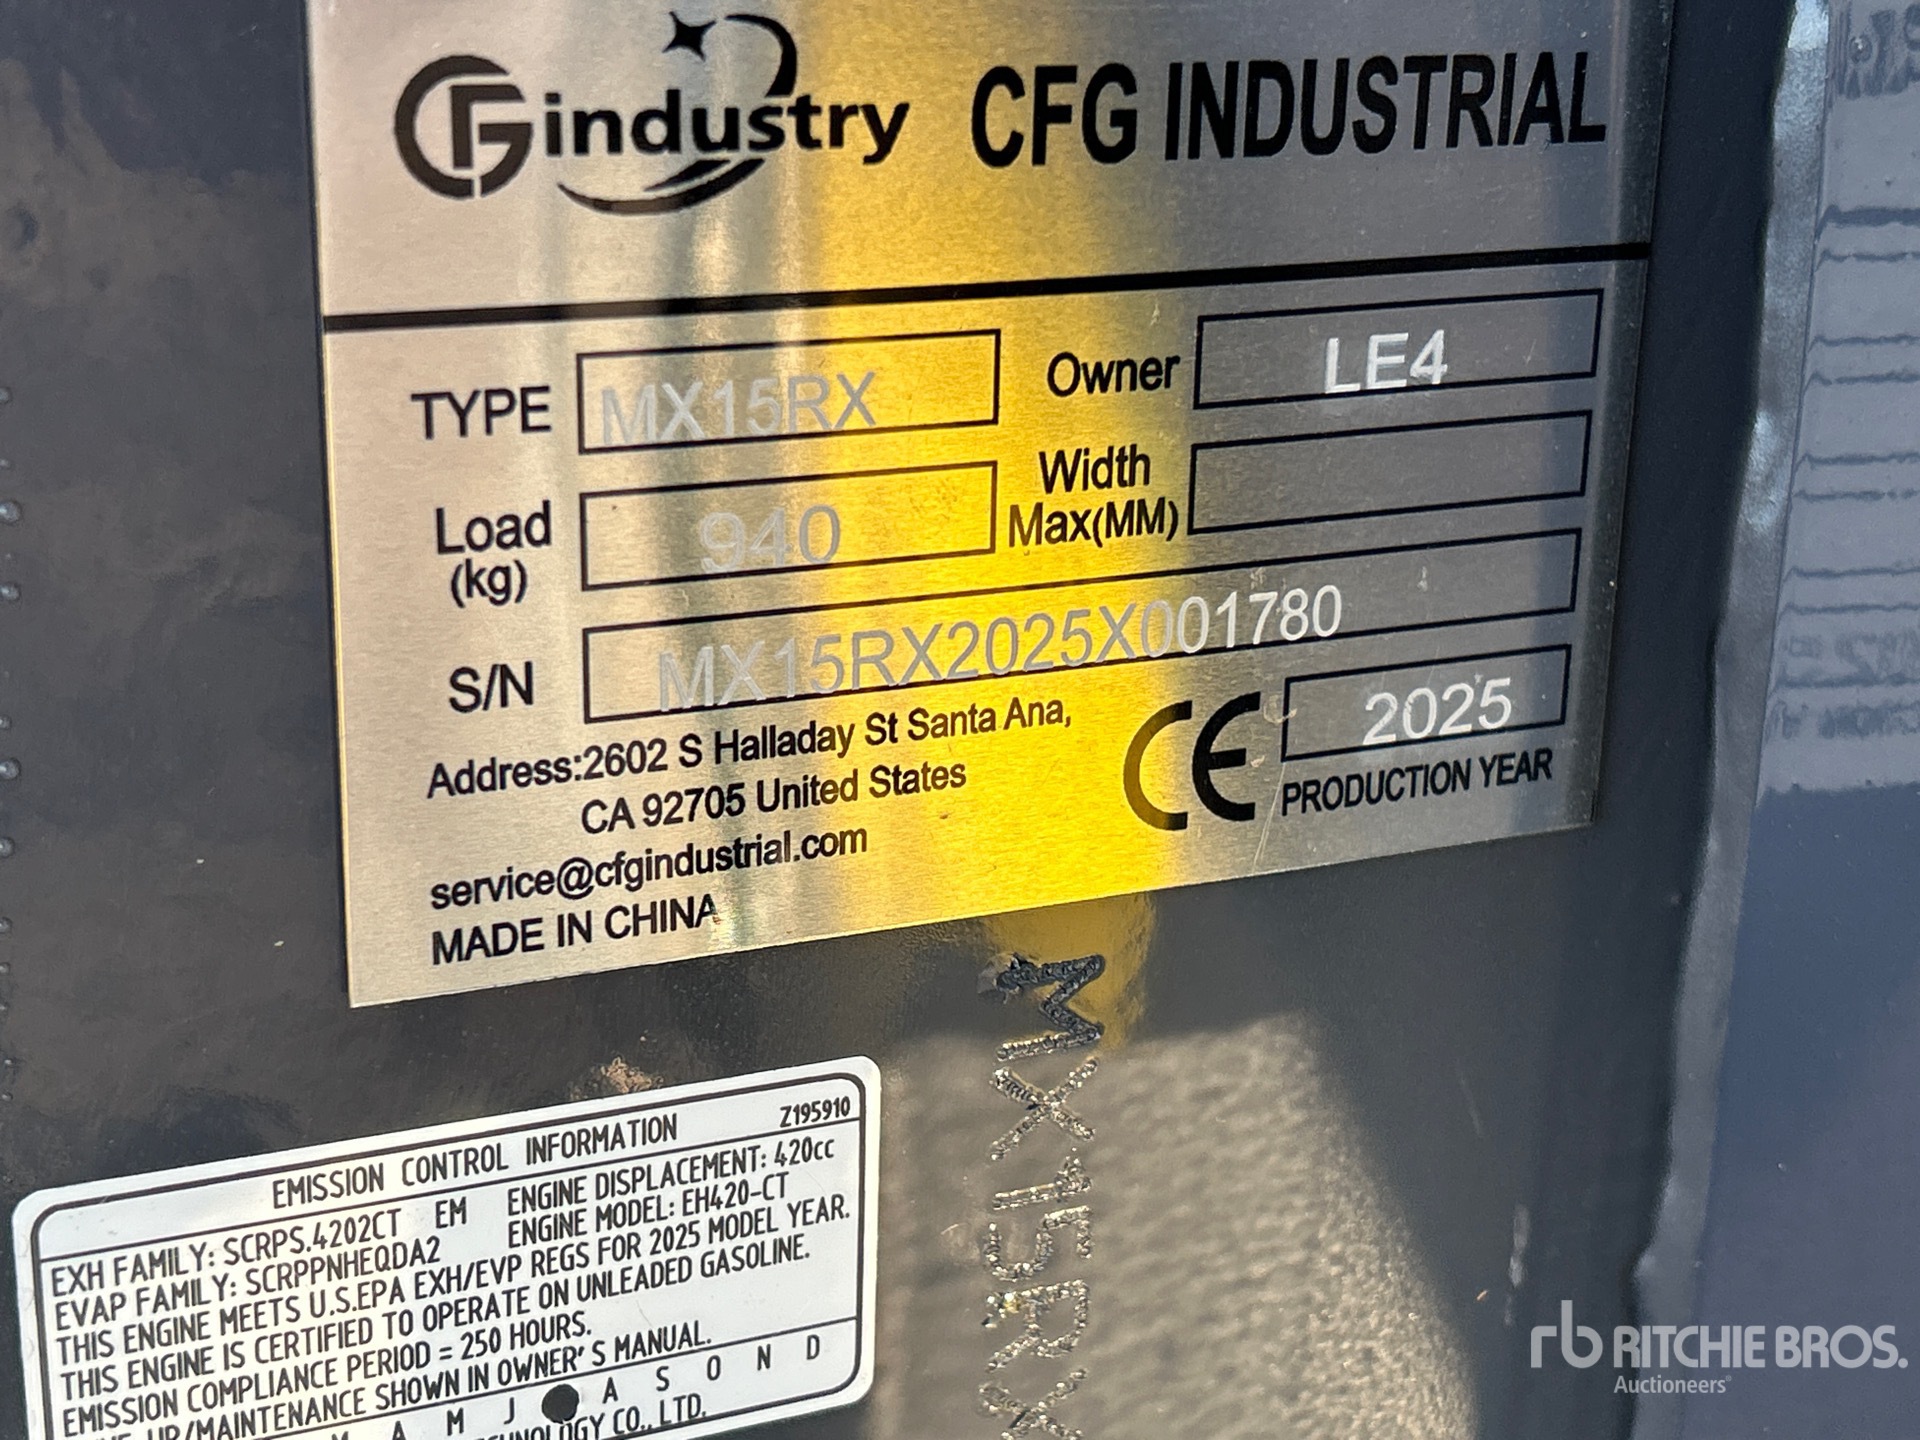 CFGindustry CFG INDUSTRIAL
TYPE MX15RX Owner LE4
Load (kg) 940 Width Max(MM)
S/N MX15RX2025X001780
Address:2602 S Halladay St Santa Ana,
CA 92705 United States
service@cfgindustrial.com
MADE IN CHINA
CE 2025
PRODUCTION YEAR
MX15RX
EMISSION CONTROL INFORMATION Z195910
EXH FAMILY: SCRPS.4202CT EM ENGINE DISPLACEMENT: 420cc
EVAP FAMILY: SCRPPNHEQDA2 ENGINE MODEL: EH420-CT
THIS ENGINE MEETS U.S.EPA EXH/EVP REGS FOR 2025 MODEL YEAR.
THIS ENGINE IS CERTIFIED TO OPERATE ON UNLEADED GASOLINE.
EMISSION COMPLIANCE PERIOD = 250 HOURS.
UP/MAINTENANCE SHOWN IN OWNER'S MANUAL.
M A M J A S O N D
CO., LTD.
rb RITCHIE BROS.
Auctioneers